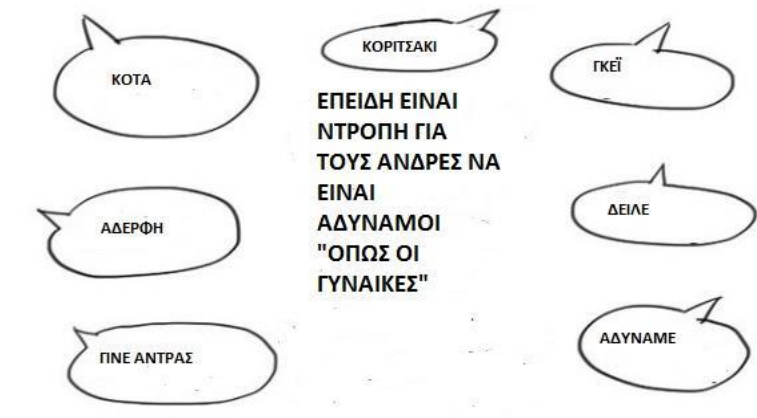 ΚΟΤΑ
ΚΟΡΙΤΣΑΚΙ
ΓΚΕΪ
ΕΠΕΙΔΗ ΕΙΝΑΙ
ΝΤΡΟΠΗ ΓΙΑ
ΤΟΥΣ ΑΝΔΡΕΣ ΝΑ
ΕΙΝΑΙ
ΑΔΥΝΑΜΟΙ
"ΟΠΩΣ ΟΙ
ΓΥΝΑΙΚΕΣ"
ΑΔΕΡΦΗ
ΔΕΙΛΕ
ΓΙΝΕ ΑΝΤΡΑΣ
ΑΔΥΝΑΜΕ